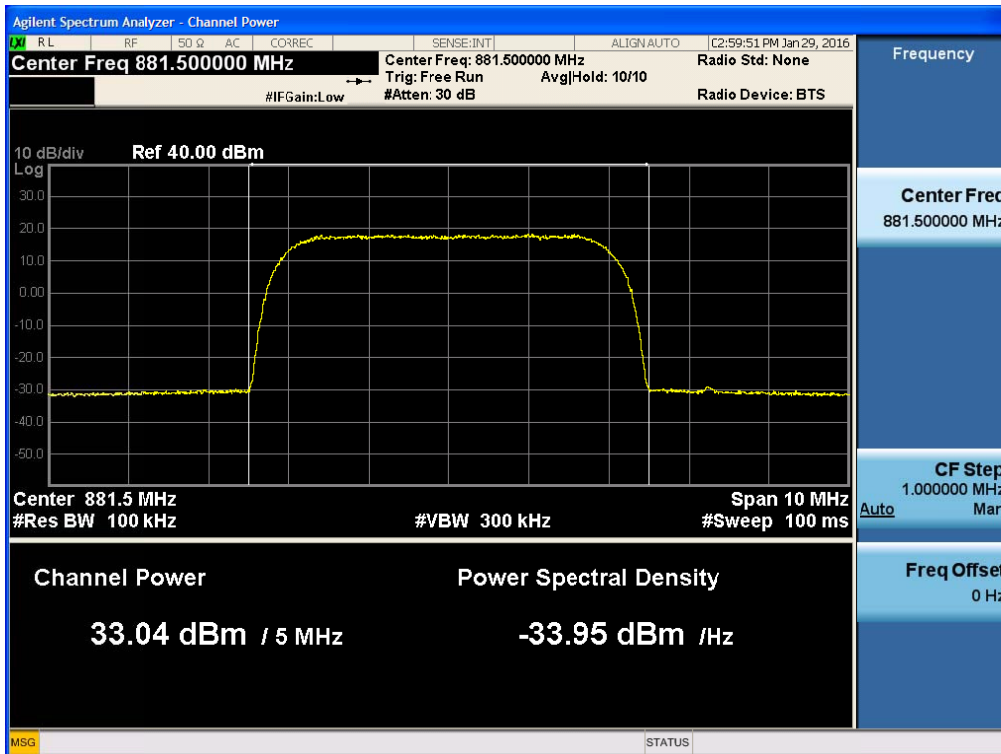 Agilent Spectrum Analyzer - Channel Power
LXI RL RF 50 Ω AC CORREC SENSE:INT ALIGN AUTO 02:59:51 PM Jan 29, 2016
Center Freq 881.500000 MHz
Center Freq: 881.500000 MHz
Radio Std: None
Trig: Free Run Avg|Hold: 10/10
#IFGain:Low
#Atten: 30 dB
Radio Device: BTS
10 dB/div Ref 40.00 dBm
Log
30.0
20.0
10.0
0.00
-10.0
-20.0
-30.0
-40.0
-50.0
Center 881.5 MHz
Span 10 MHz
#Res BW 100 kHz
#VBW 300 kHz
#Sweep 100 ms
Channel Power
Power Spectral Density
33.04 dBm / 5 MHz
-33.95 dBm /Hz
Frequency
Center Freq
881.500000 MHz
CF Step
1.000000 MHz
Auto Man
Freq Offset
0 Hz
MSG
STATUS